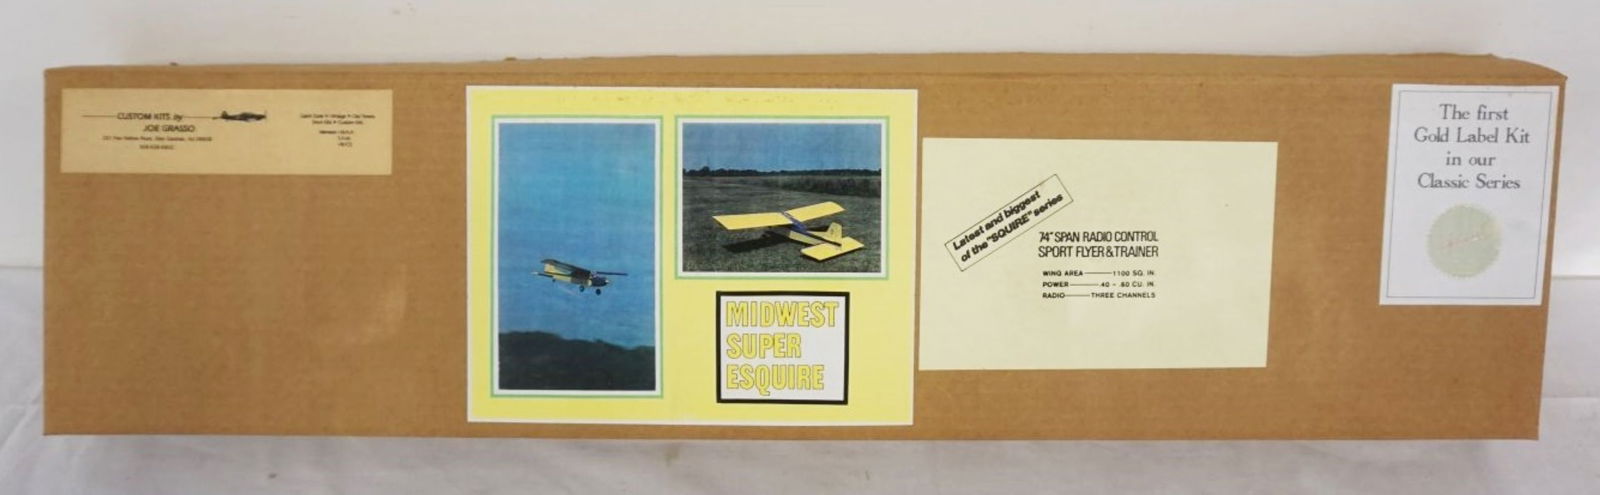 CUSTOM KITS by
JOE GRASSO
MIDWEST
SUPER
ESQUIRE
Latest and biggest
of the "SQUIRE" series
74" SPAN RADIO CONTROL
SPORT FLYER & TRAINER
WING AREA 1100 SQ. IN.
POWER .40 - .60 CU. IN.
RADIO THREE CHANNELS
The first
Gold Label Kit
in our
Classic Series